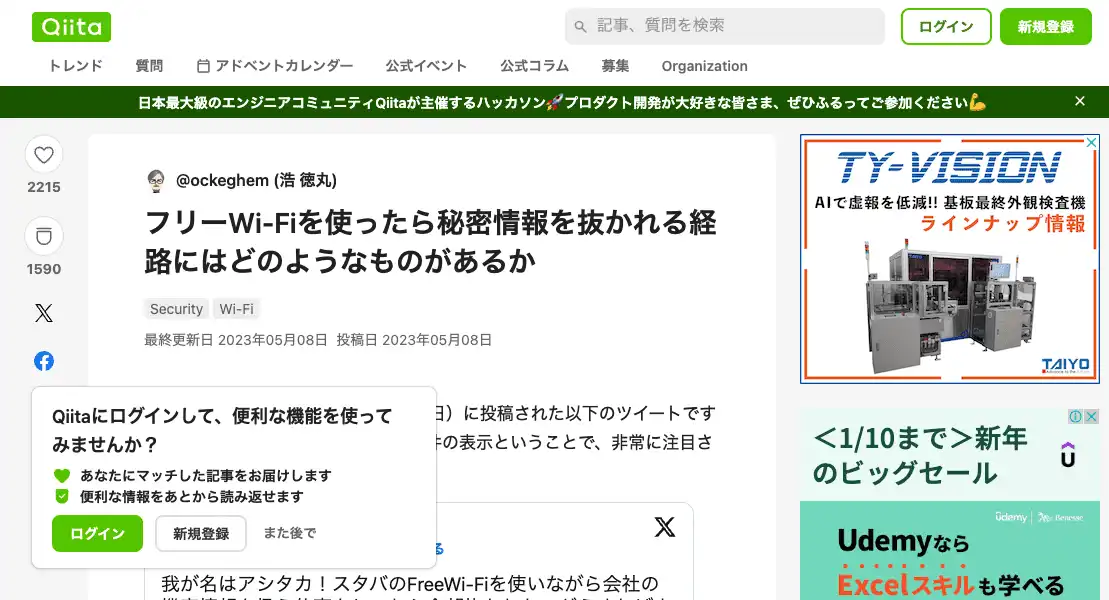 Qiita
記事、質問を検索
ログイン
新規登録
トレンド
質問
アドベントカレンダー
公式イベント
公式コラム
募集
Organization
日本最大級のエンジニアコミュニティQiitaが主催するハッカソン🚀プロダクト開発が大好きな皆さま、ぜひふるってご参加ください💪
2215
1590
@ockeghem (浩 徳丸)
フリーWi-Fiを使ったら秘密情報を抜かれる経
路にはどのようなものがあるか
Security
Wi-Fi
最終更新日 2023年05月08日 投稿日 2023年05月08日
日）に投稿された以下のツイートです
件の表示ということで、非常に注目さ
Qiitaにログインして、便利な機能を使って
みませんか？
あなたにマッチした記事をお届けします
便利な情報をあとから読み返せます
ログイン
新規登録
また後で
る
我が名はアシタカ！スタバのFreeWi-Fiを使いながら会社の
TY-VISION
AIで虚報を低減!! 基板最終外観検査機
ラインナップ情報
TAIYO
＜1/10まで＞新年
のビッグセール
udemy
Benesse
Udemyなら
Excelスキルも学べる